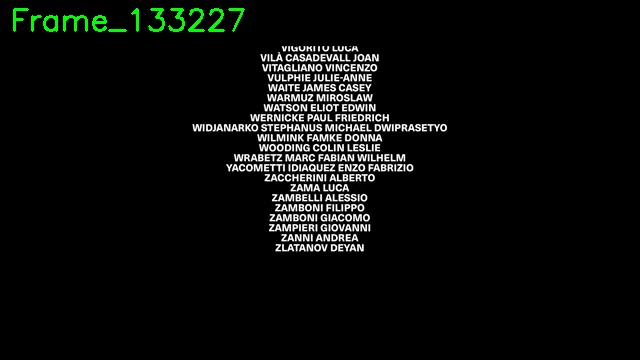 Frame_133227
VIGORITO LUCA
VILÀ CASADEVALL JOAN
VITAGLIANO VINCENZO
VULPHIE JULIE-ANNE
WAITE JAMES CASEY
WARMUZ MIROSLAW
WATSON ELIOT EDWIN
WERNICKE PAUL FRIEDRICH
WIDJANARKO STEPHANUS MICHAEL DWIPRASETYO
WILMINK FAMKE DONNA
WOODING COLIN LESLIE
WRABETZ MARC FABIAN WILHELM
YACOMETTI IDIAQUEZ ENZO FABRIZIO
ZACCHERINI ALBERTO
ZAMA LUCA
ZAMBELLI ALESSIO
ZAMBONI FILIPPO
ZAMBONI GIACOMO
ZAMPIERI GIOVANNI
ZANNI ANDREA
ZLATANOV DEYAN